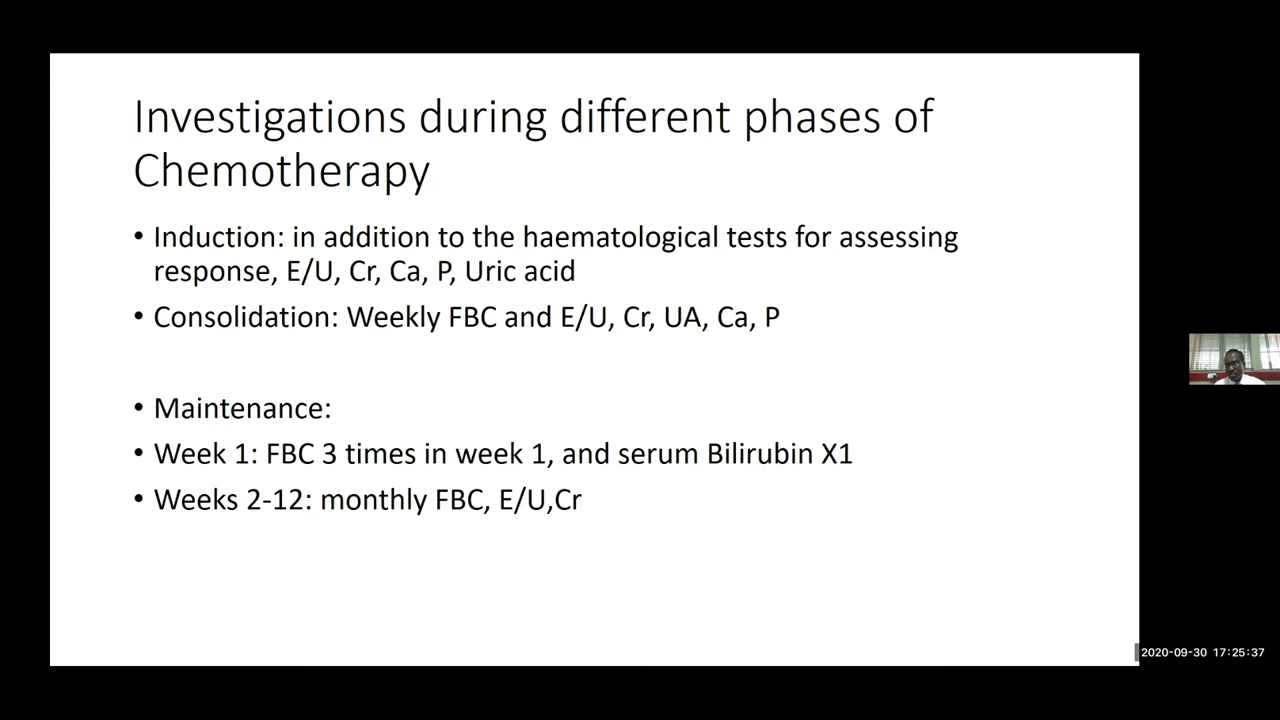 Investigations during different phases of
Chemotherapy
• Induction: in addition to the haematological tests for assessing
response, E/U, Cr, Ca, P, Uric acid
• Consolidation: Weekly FBC and E/U, Cr, UA, Ca, P
• Maintenance:
• Week 1: FBC 3 times in week 1, and serum Bilirubin X1
• Weeks 2-12: monthly FBC, E/U,Cr
2020-09-30 17:25:37